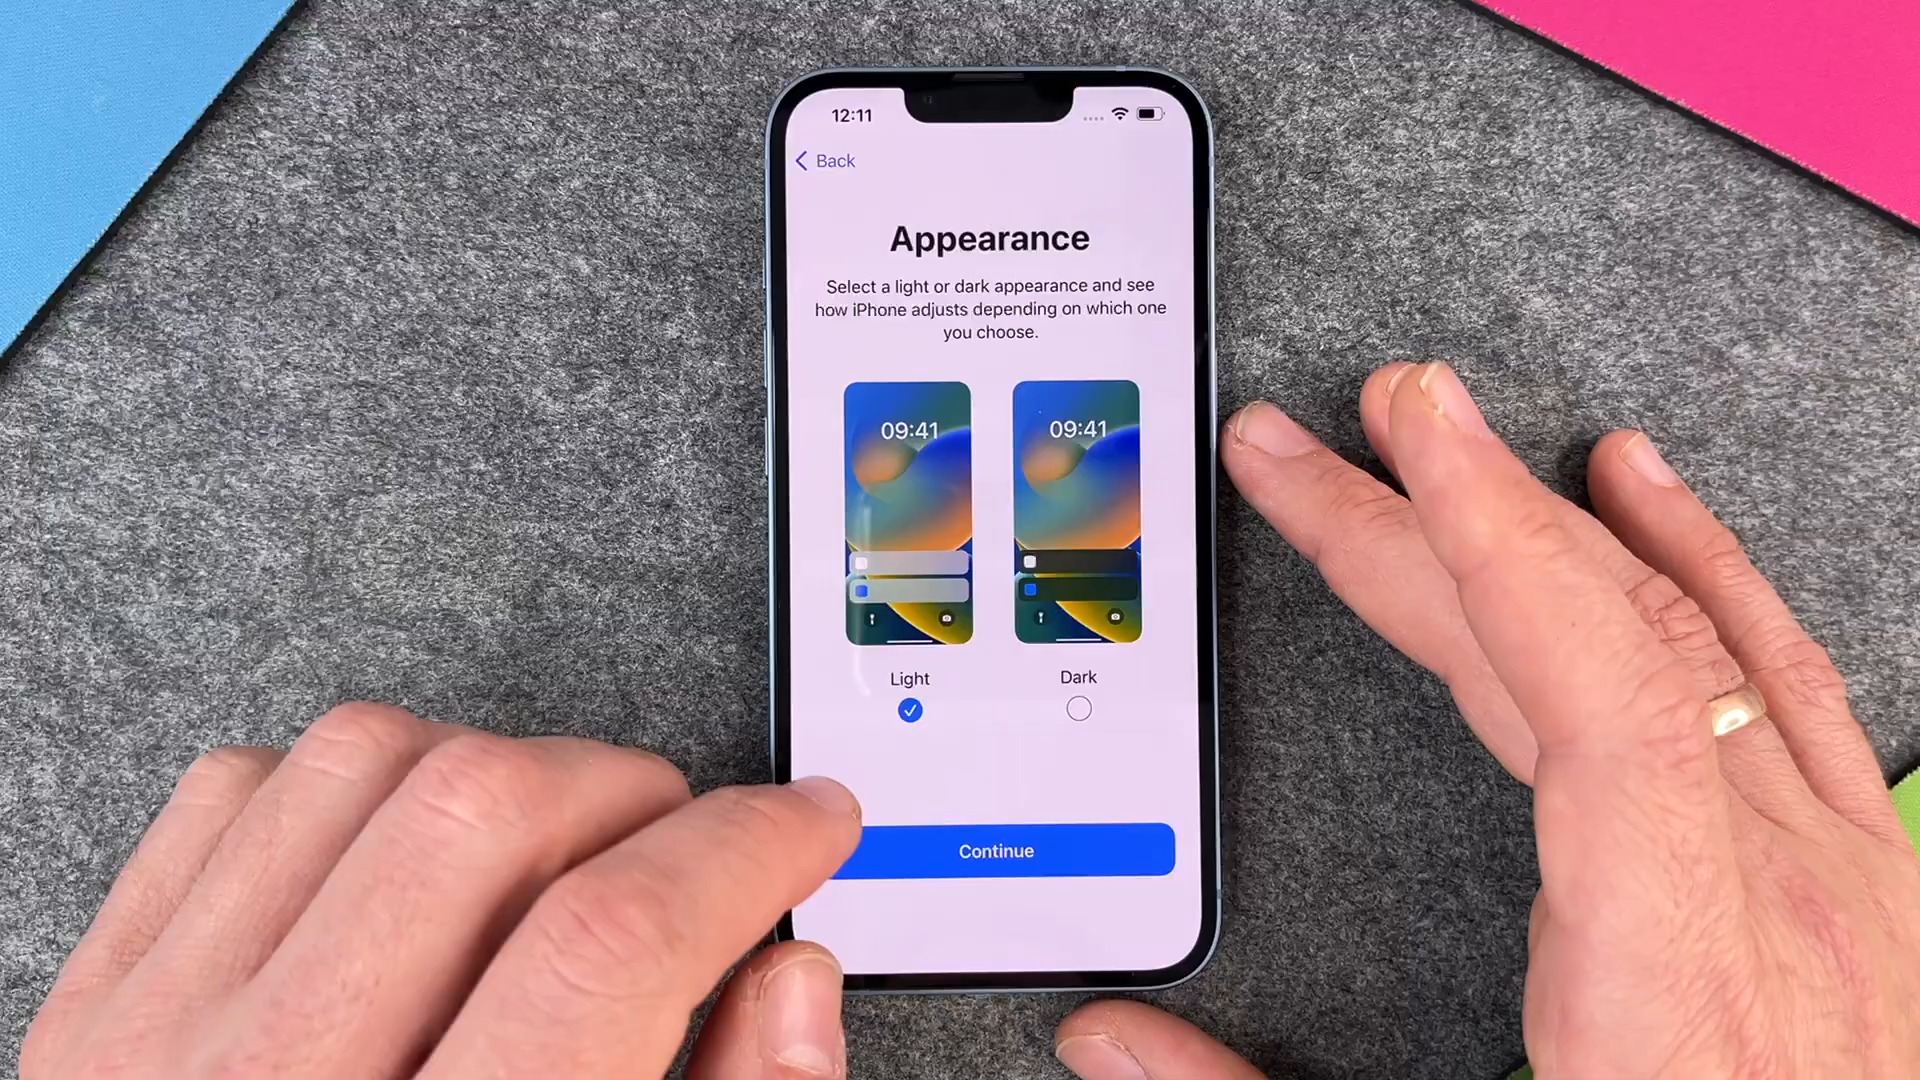 12:11
Back
Appearance
Select a light or dark appearance and see
how iPhone adjusts depending on which one
you choose.
09:41
09:41
Light
Dark
Continue